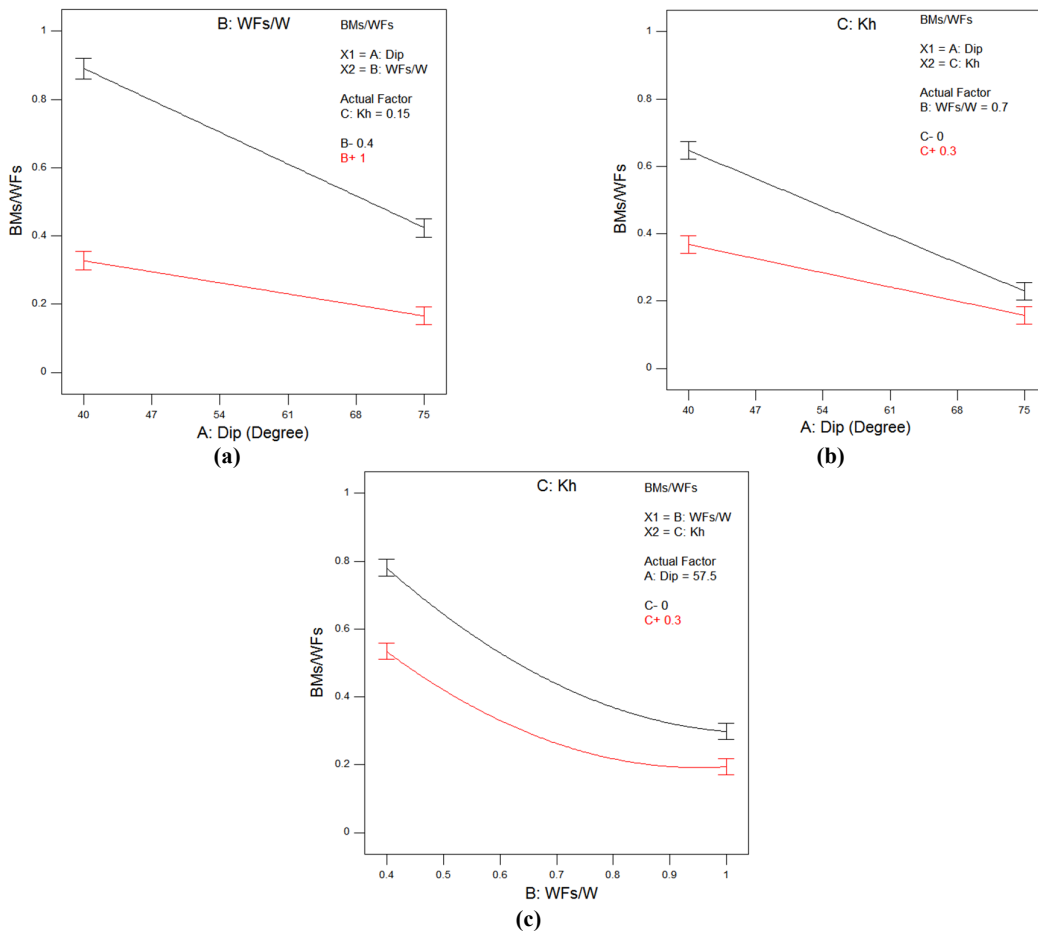 B: WFs/W
BMs/WFs
X1 = A: Dip
X2 = B: WFs/W
Actual Factor
C: Kh = 0.15
B- 0.4
B+ 1
BMs/WFs
1
0.8
0.6
0.4
0.2
0
40 47 54 61 68 75
A: Dip (Degree)
(a)
C: Kh
BMs/WFs
X1 = A: Dip
X2 = C: Kh
Actual Factor
B: WFs/W = 0.7
C- 0
C+ 0.3
BMs/WFs
1
0.8
0.6
0.4
0.2
0
40 47 54 61 68 75
A: Dip (Degree)
(b)
C: Kh
BMs/WFs
X1 = B: WFs/W
X2 = C: Kh
Actual Factor
A: Dip = 57.5
C- 0
C+ 0.3
BMs/WFs
1
0.8
0.6
0.4
0.2
0
0.4 0.5 0.6 0.7 0.8 0.9 1
B: WFs/W
(c)